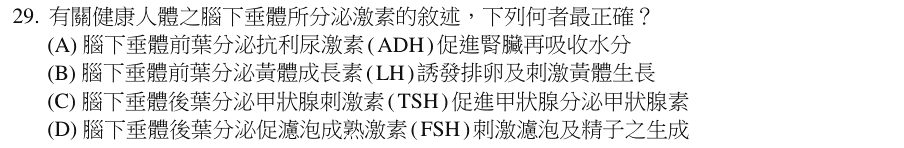 29. 有關健康人體之腦下垂體所分泌激素的敘述，下列何者最正確？
(A) 腦下垂體前葉分泌抗利尿激素(ADH)促進腎臟再吸收水分
(B) 腦下垂體前葉分泌黃體成長素(LH)誘發排卵及刺激黃體生長
(C) 腦下垂體後葉分泌甲狀腺刺激素(TSH)促進甲狀腺分泌甲狀腺素
(D) 腦下垂體後葉分泌促濾泡成熟激素(FSH)刺激濾泡及精子之生成